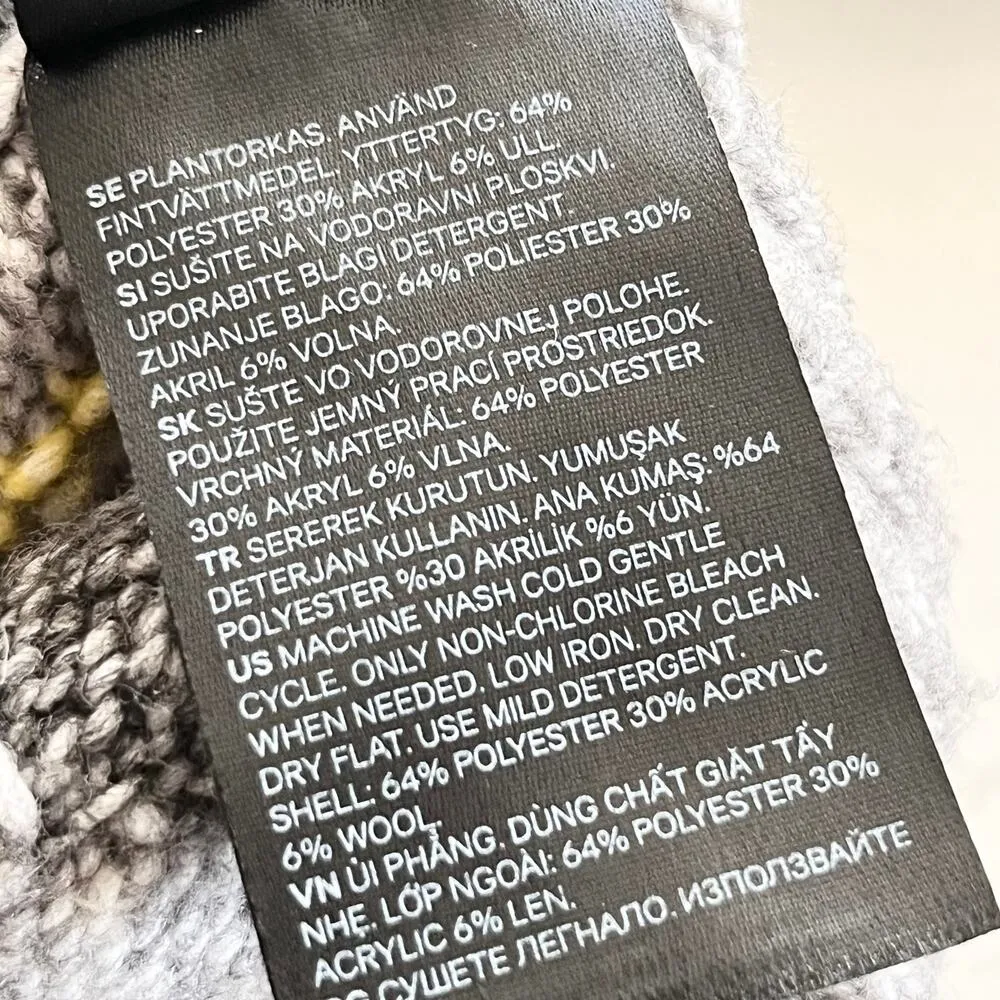 SE PLANTORKAS. ANVÄND
FINTVÄTTMEDEL. YTTERTYG: 64%
POLYESTER 30% AKRYL 6% ULL.
SI SUŠITE NA VODORAVNI PLOSKVI.
UPORABITE BLAGI DETERGENT.
ZUNANJE BLAGO: 64% POLIESTER 30%
AKRIL 6% VOLNA.
SK SUŠTE VO VODOROVNEJ POLOHE.
POUŽITE JEMNÝ PRACÍ PROSTRIEDOK.
VRCHNÝ MATERIÁL: 64% POLYESTER
30% AKRYL 6% VLNA.
TR SEREREK KURUTUN. YUMUŞAK
DETERJAN KULLANIN. ANA KUMAŞ: %64
POLYESTER %30 AKRİLİK %6 YÜN.
US MACHINE WASH COLD GENTLE
CYCLE. ONLY NON-CHLORINE BLEACH
WHEN NEEDED. LOW IRON. DRY CLEAN.
DRY FLAT. USE MILD DETERGENT.
SHELL: 64% POLYESTER 30% ACRYLIC
6% WOOL.
VN ỦI PHẲNG. DÙNG CHẤT GIẶT TẨY
NHẸ. LỚP NGOÀI: 64% POLYESTER 30%
ACRYLIC 6% LEN.
BG СУШЕТЕ ЛЕГНАЛО. ИЗПОЛЗВАЙТЕ